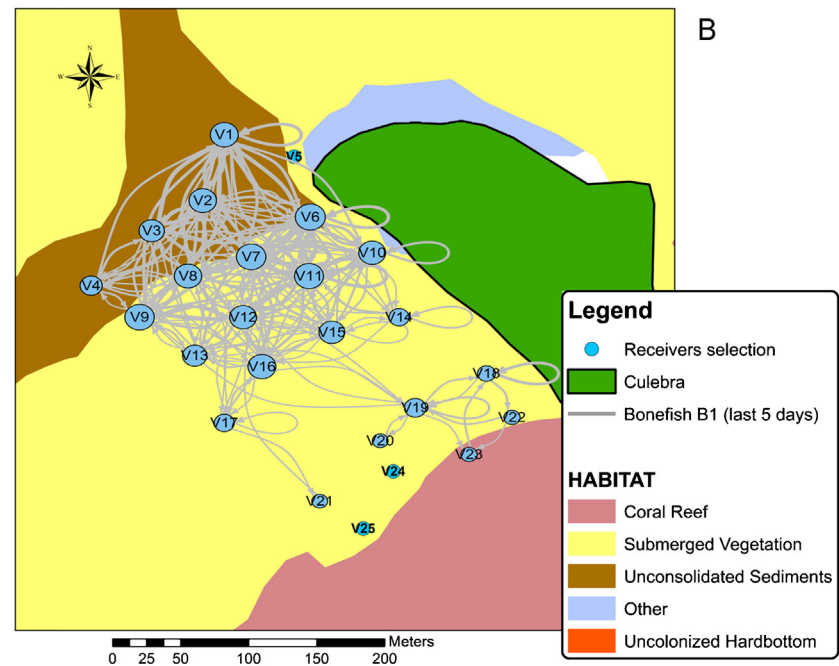 B
N
W E
S
V1
V5
V2
V6
V3
V10
V7
V8
V11
V4
V9
V12
V14
V15
V13
V16
V18
V19
V22
V17
V20
V23
V24
V21
V25
Legend
Receivers selection
Culebra
Bonefish B1 (last 5 days)
HABITAT
Coral Reef
Submerged Vegetation
Unconsolidated Sediments
Other
Uncolonized Hardbottom
Meters
0 25 50 100 150 200